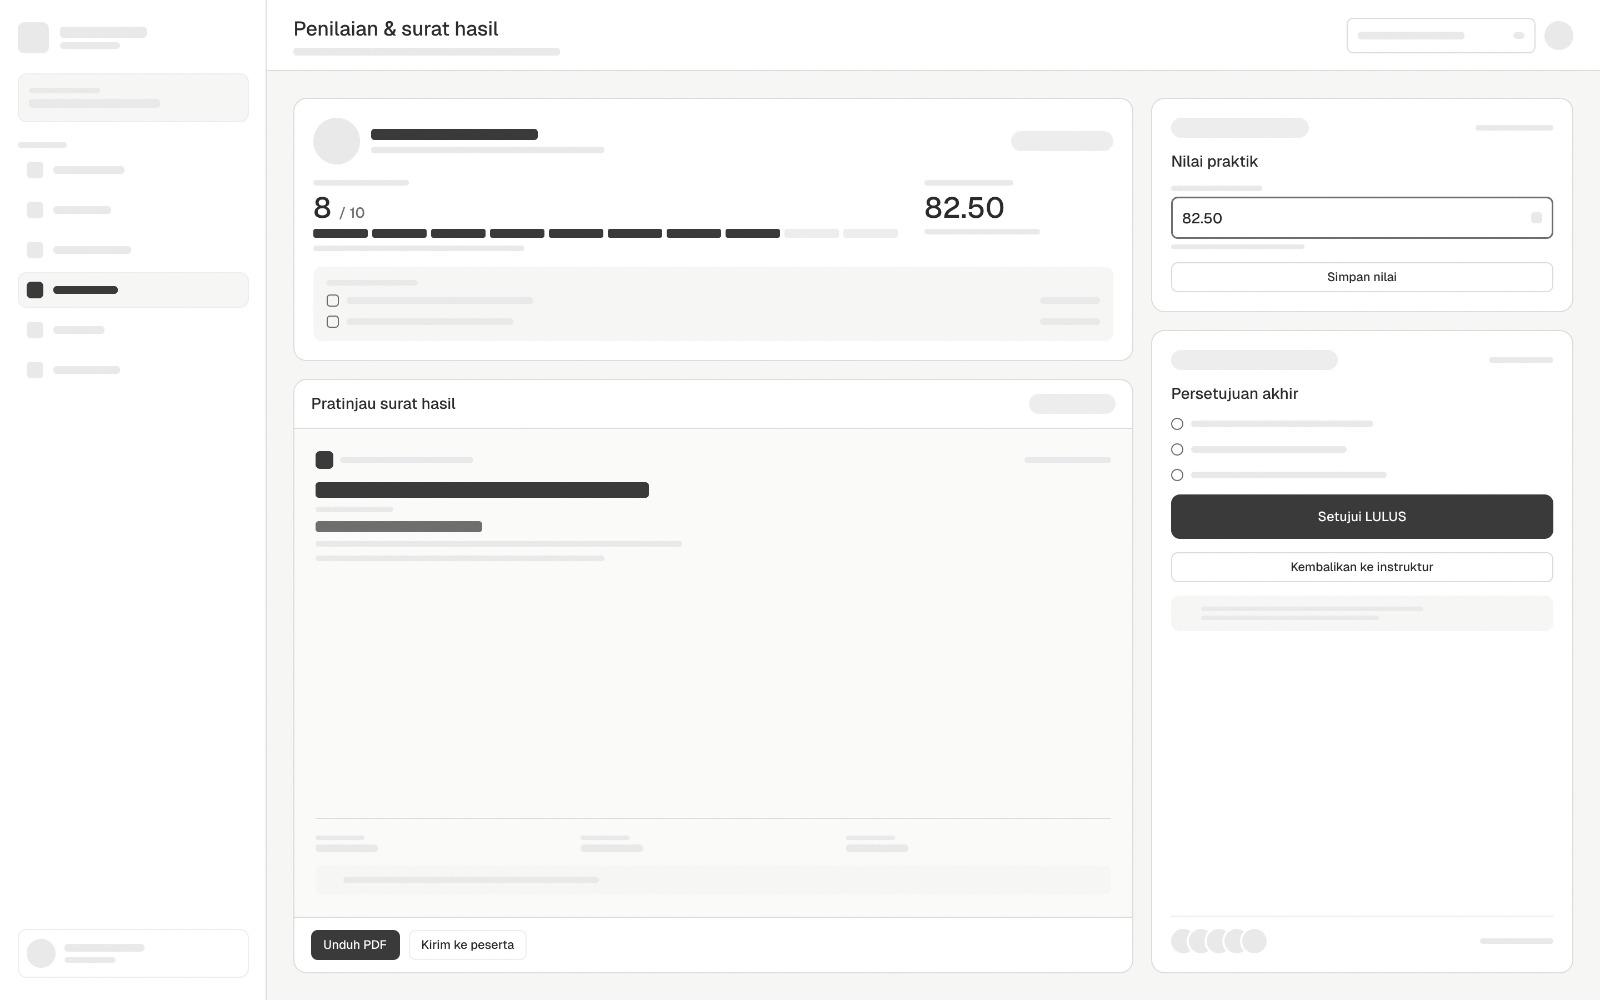 Penilaian & surat hasil
8 / 10
82.50
Pratinjau surat hasil
Unduh PDF
Kirim ke peserta
Nilai praktik
82.50
Simpan nilai
Persetujuan akhir
Setujui LULUS
Kembalikan ke instruktur